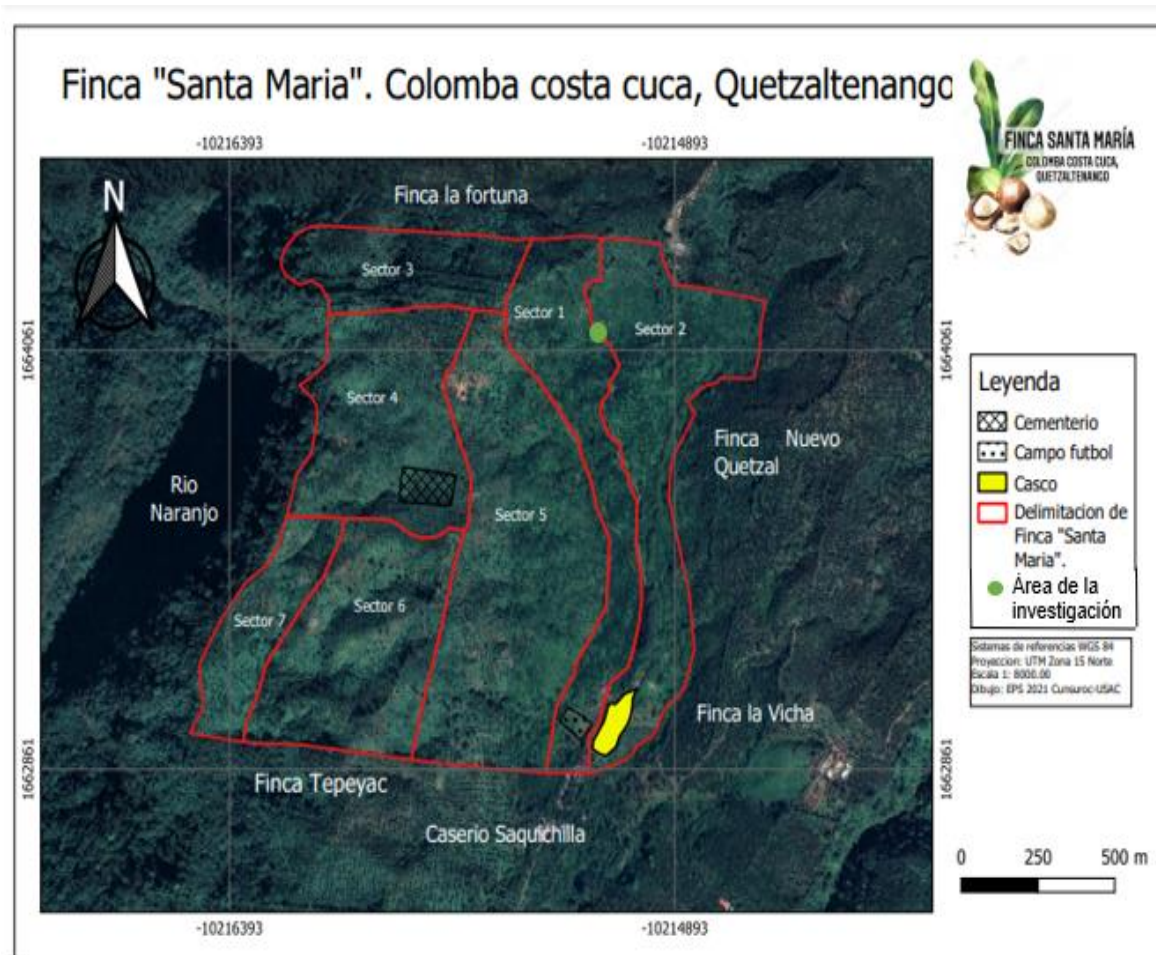 Finca "Santa Maria". Colomba costa cuca, Quetzaltenango
FINCA SANTA MARÍA
COLOMBA COSTA CUCA,
QUETZALTENANGO
-10216393
-10214893
N
Finca la fortuna
Sector 3
Sector 1
Sector 2
1664061
1664061
Sector 4
Finca Nuevo
Quetzal
Rio
Naranjo
Sector 5
Sector 6
Sector 7
Finca la Vicha
1662861
1662861
Finca Tepeyac
Caserio Saquichilla
-10216393
-10214893
Leyenda
Cementerio
Campo futbol
Casco
Delimitacion de
Finca "Santa
Maria".
Área de la
investigación
Sistemas de referencias WGS 84
Proyeccion: UTM Zona 15 Norte
Escala 1: 8000.00
Dibujo: EPS 2021 Cunsuroc-USAC
0 250 500 m